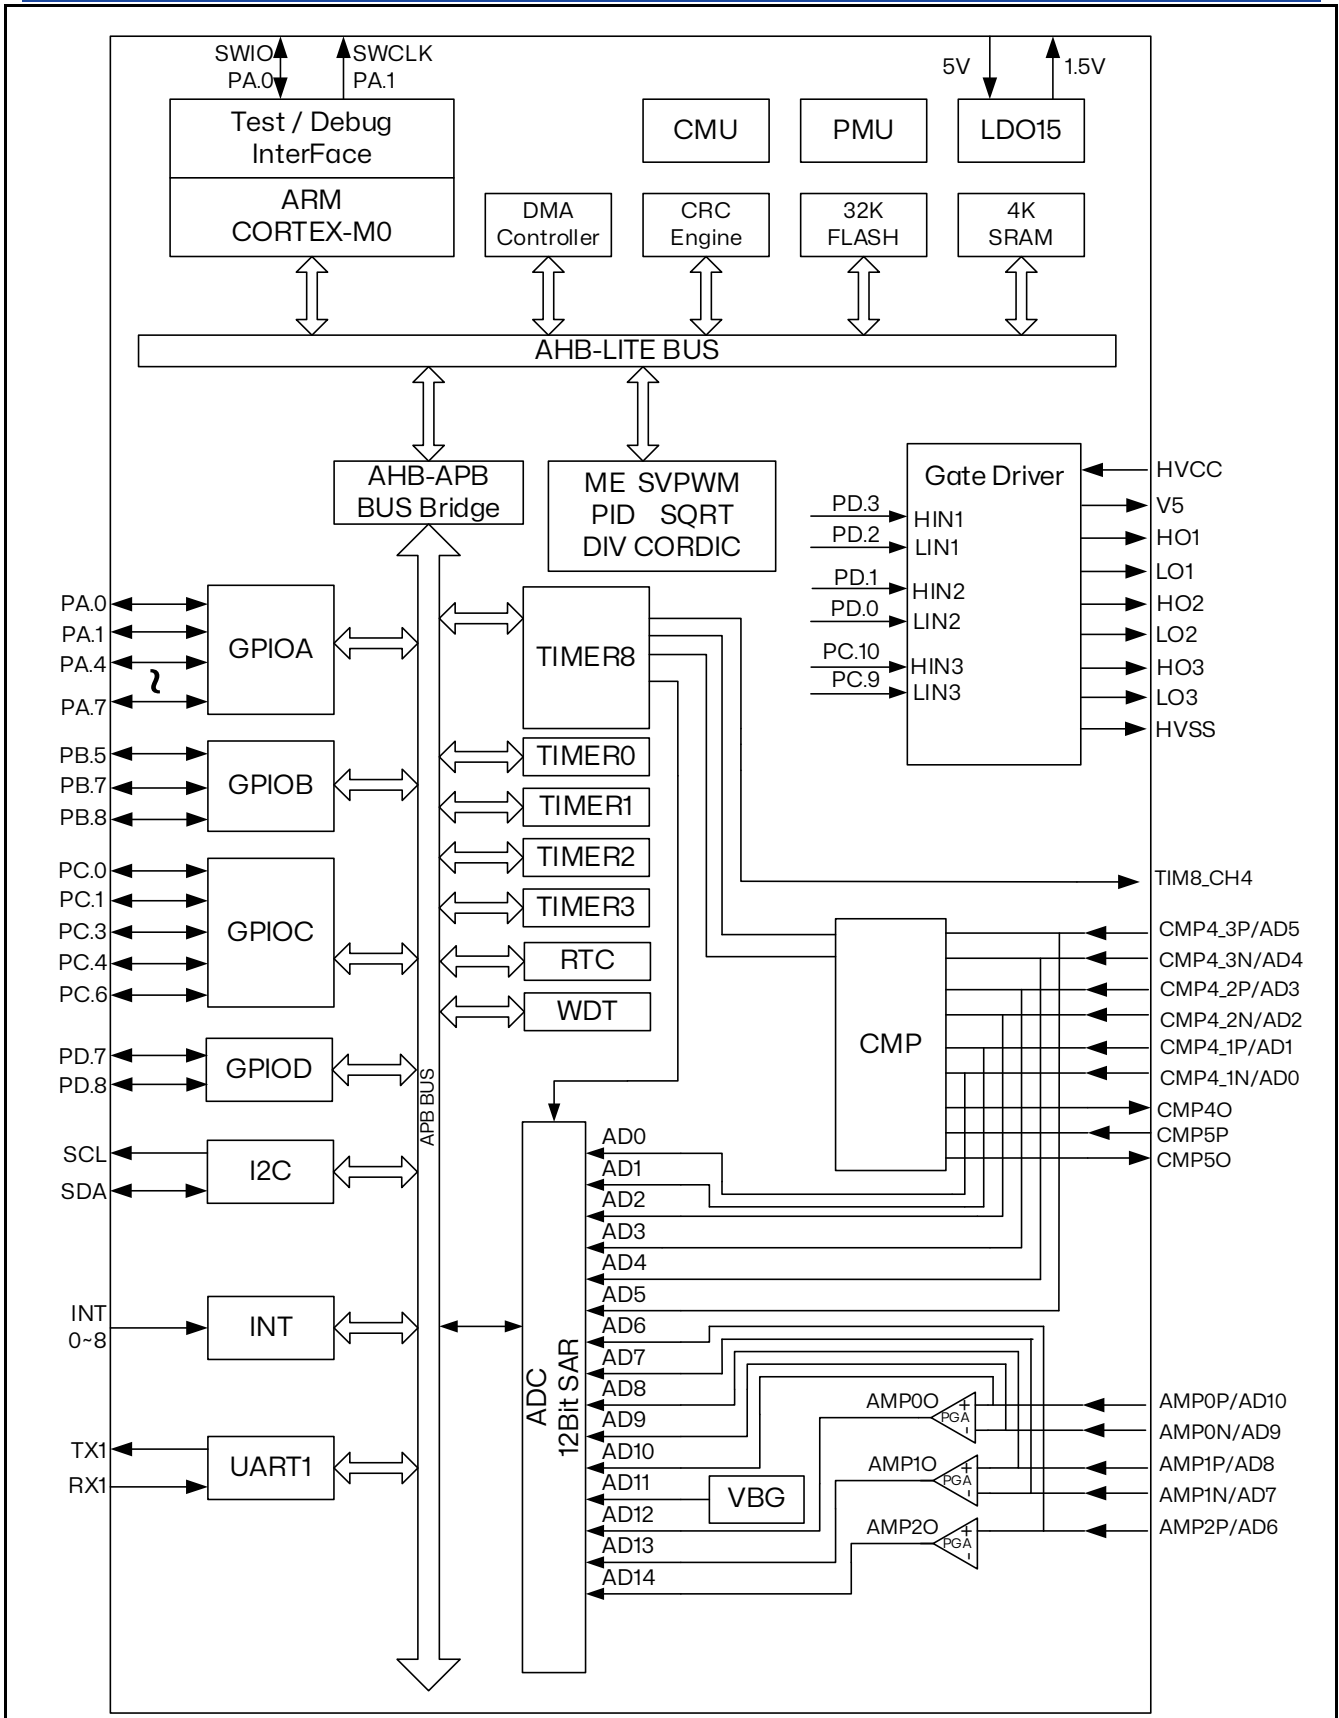 SWIO
PA.0
SWCLK
PA.1
5V
1.5V
Test / Debug
InterFace
CMU
PMU
LDO15
ARM
CORTEX-M0
DMA
Controller
CRC
Engine
32K
FLASH
4K
SRAM
AHB-LITE BUS
AHB-APB
BUS Bridge
ME SVPWM
PID SQRT
DIV CORDIC
Gate Driver
PD.3
HIN1
PD.2
LIN1
PD.1
HIN2
PD.0
LIN2
PC.10
HIN3
PC.9
LIN3
HVCC
V5
HO1
LO1
HO2
LO2
HO3
LO3
HVSS
PA.0
PA.1
PA.4
~
PA.7
GPIOA
PB.5
PB.7
PB.8
GPIOB
PC.0
PC.1
PC.3
PC.4
PC.6
GPIOC
PD.7
PD.8
GPIOD
SCL
SDA
I2C
INT
0~8
INT
TX1
RX1
UART1
APB BUS
TIMER8
TIMER0
TIMER1
TIMER2
TIMER3
RTC
WDT
TIM8_CH4
CMP
CMP4_3P/AD5
CMP4_3N/AD4
CMP4_2P/AD3
CMP4_2N/AD2
CMP4_1P/AD1
CMP4_1N/AD0
CMP4O
CMP5P
CMP5O
ADC
12Bit SAR
AD0
AD1
AD2
AD3
AD4
AD5
AD6
AD7
AD8
AD9
AD10
AD11
AD12
AD13
AD14
VBG
AMP0O
+
PGA
-
AMP1O
+
PGA
-
AMP2O
+
PGA
-
AMP0P/AD10
AMP0N/AD9
AMP1P/AD8
AMP1N/AD7
AMP2P/AD6